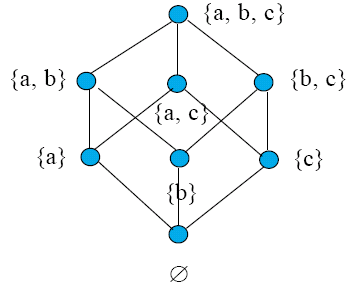 {a, b, c}
{a, b}
{b, c}
{a, c}
{a}
{c}
{b}
∅